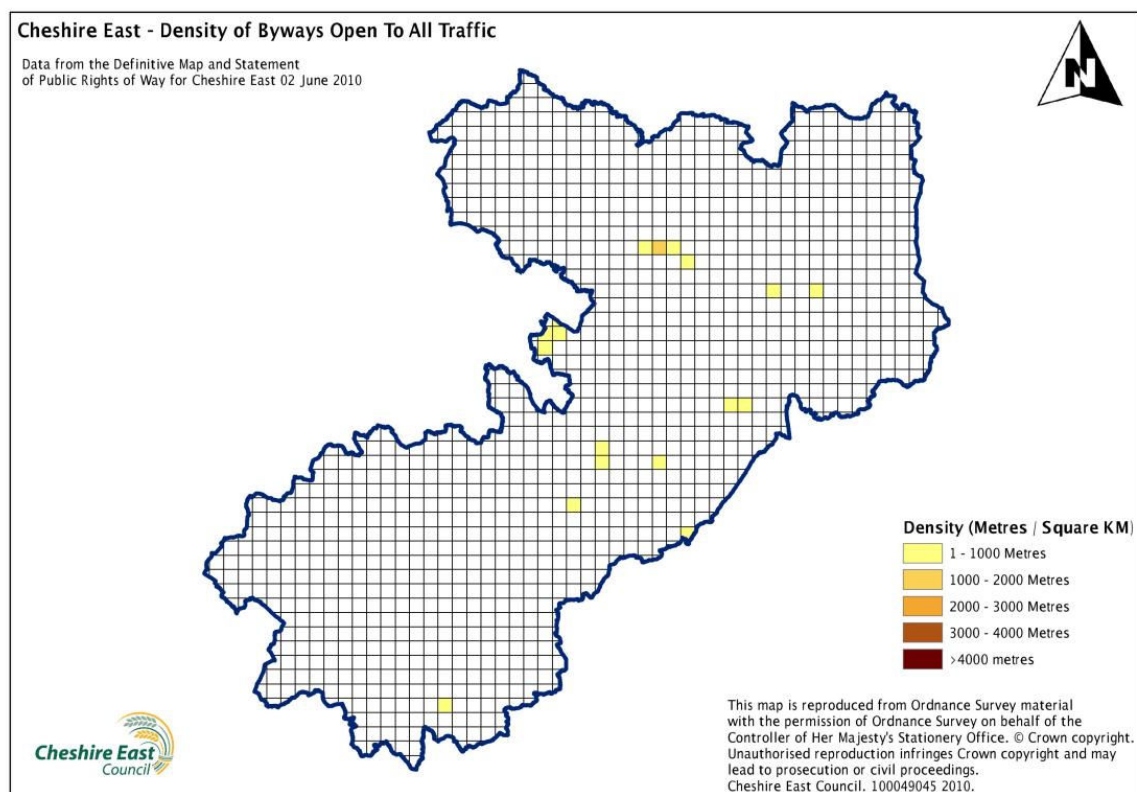 Cheshire East - Density of Byways Open To All Traffic
Data from the Definitive Map and Statement
of Public Rights of Way for Cheshire East 02 June 2010
N
Density (Metres / Square KM)
1 - 1000 Metres
1000 - 2000 Metres
2000 - 3000 Metres
3000 - 4000 Metres
>4000 metres
This map is reproduced from Ordnance Survey material
with the permission of Ordnance Survey on behalf of the
Controller of Her Majesty's Stationery Office. © Crown copyright.
Unauthorised reproduction infringes Crown copyright and may
lead to prosecution or civil proceedings.
Cheshire East Council. 100049045 2010.
Cheshire East
Council